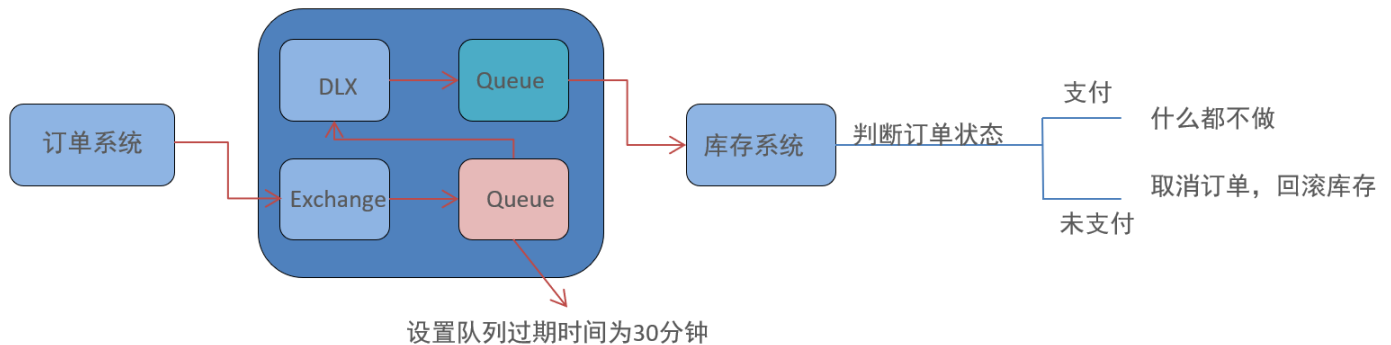 订单系统
DLX
Queue
Exchange
Queue
设置队列过期时间为30分钟
库存系统
判断订单状态
支付
什么都不做
取消订单，回滚库存
未支付